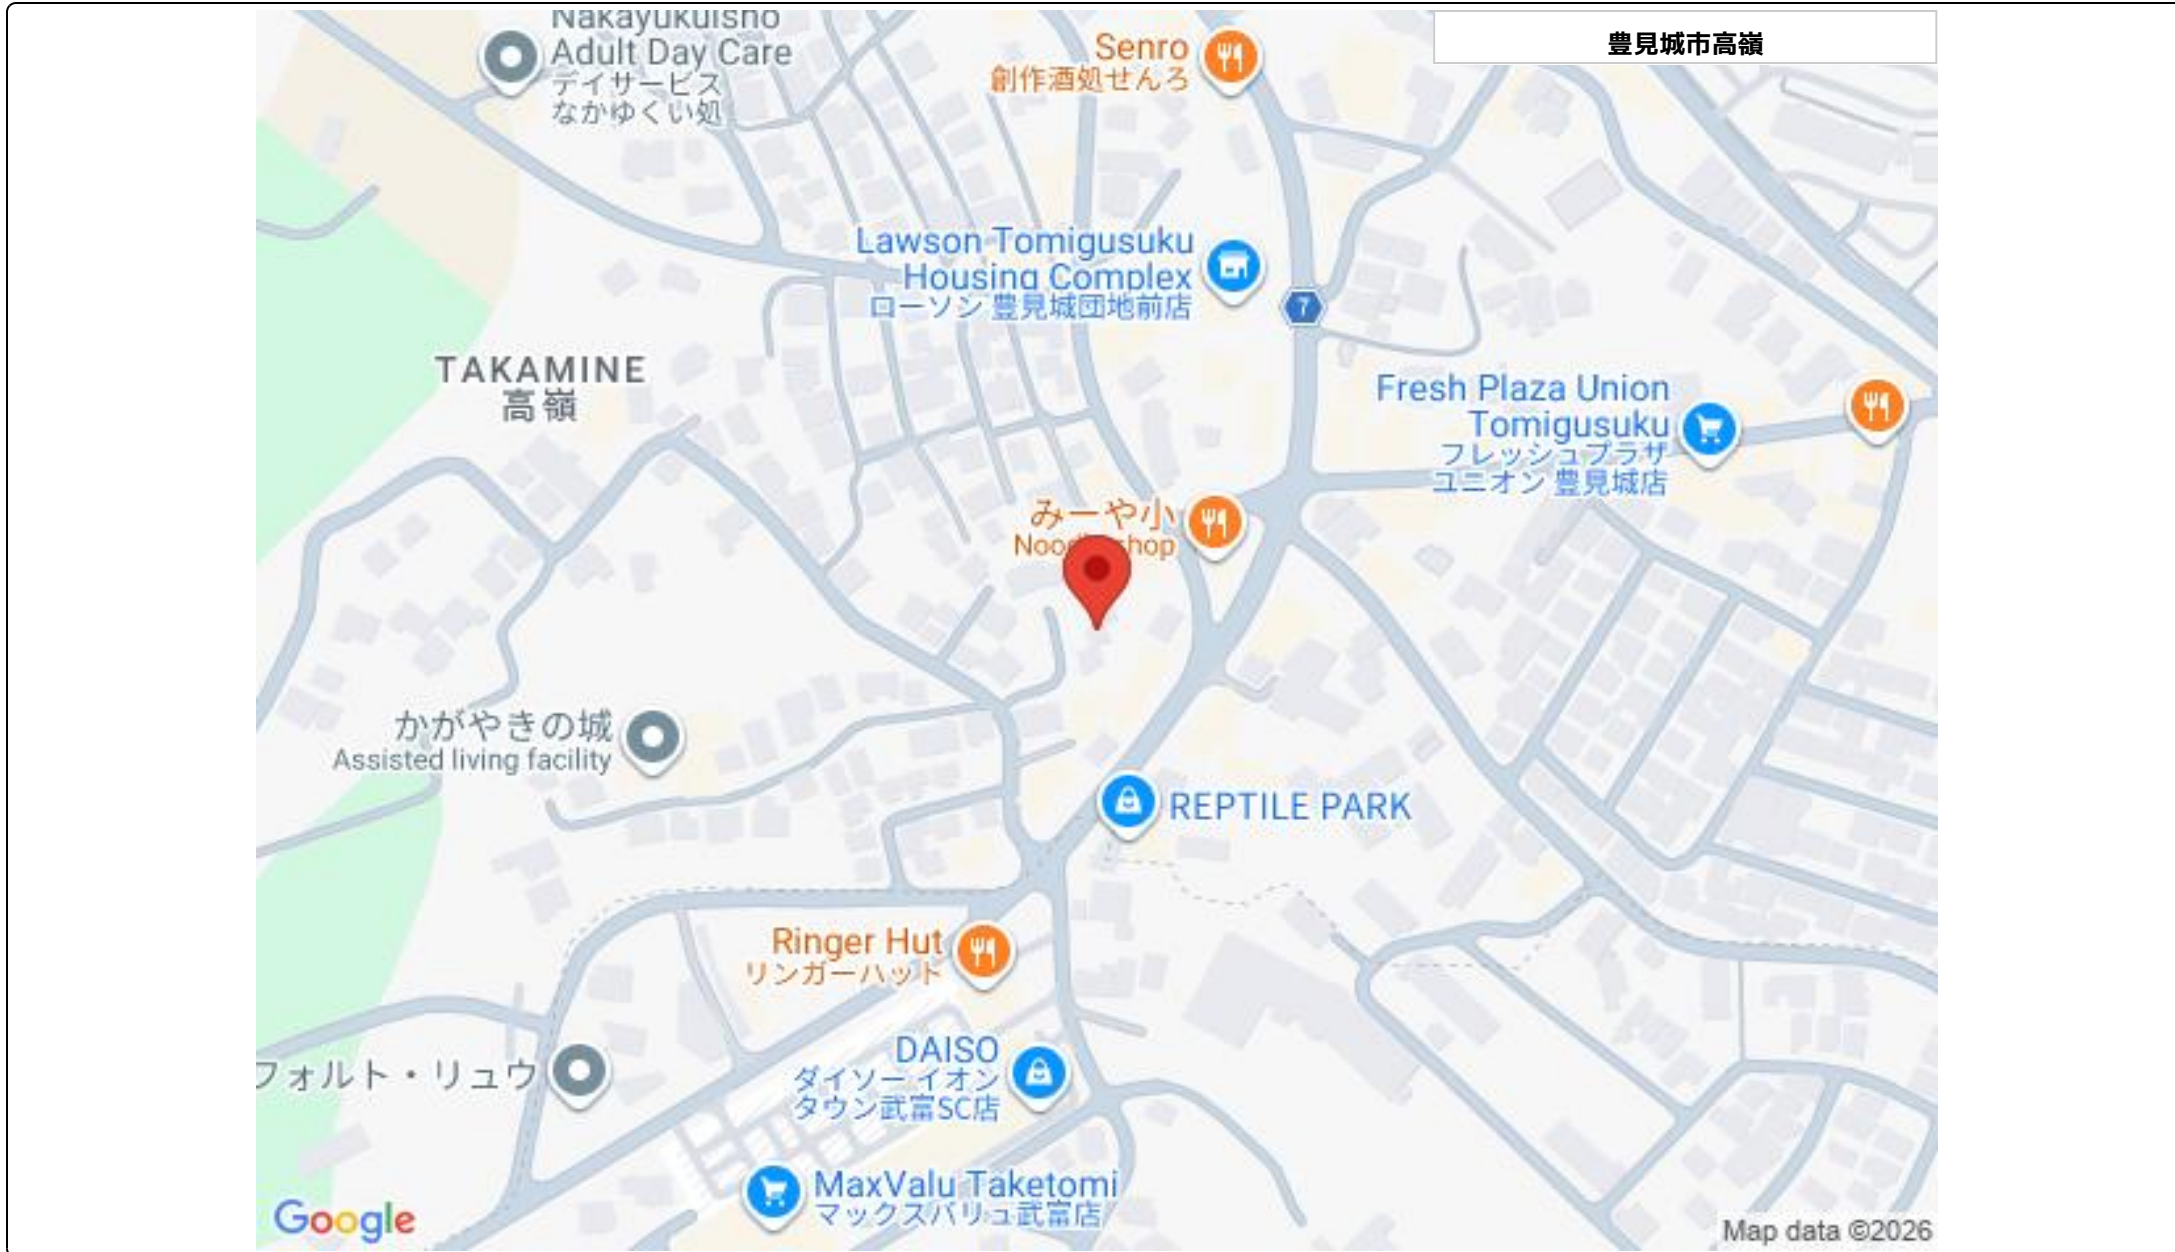 豊見城市高嶺
Nakayukuisho
Adult Day Care
デイサービス
なかゆくい処
Senro
創作酒処せんろ
Lawson Tomigusuku
Housing Complex
ローソン 豊見城団地前店
7
TAKAMINE
高嶺
Fresh Plaza Union
Tomigusuku
フレッシュプラザ
ユニオン 豊見城店
みーや小
shop
かがやきの城
Assisted living facility
REPTILE PARK
Ringer Hut
リンガーハット
DAISO
ダイソー イオン
タウン武富SC店
フォルト・リュウ
MaxValu Taketomi
マックスバリュ武富店
Google
Map data ©2026